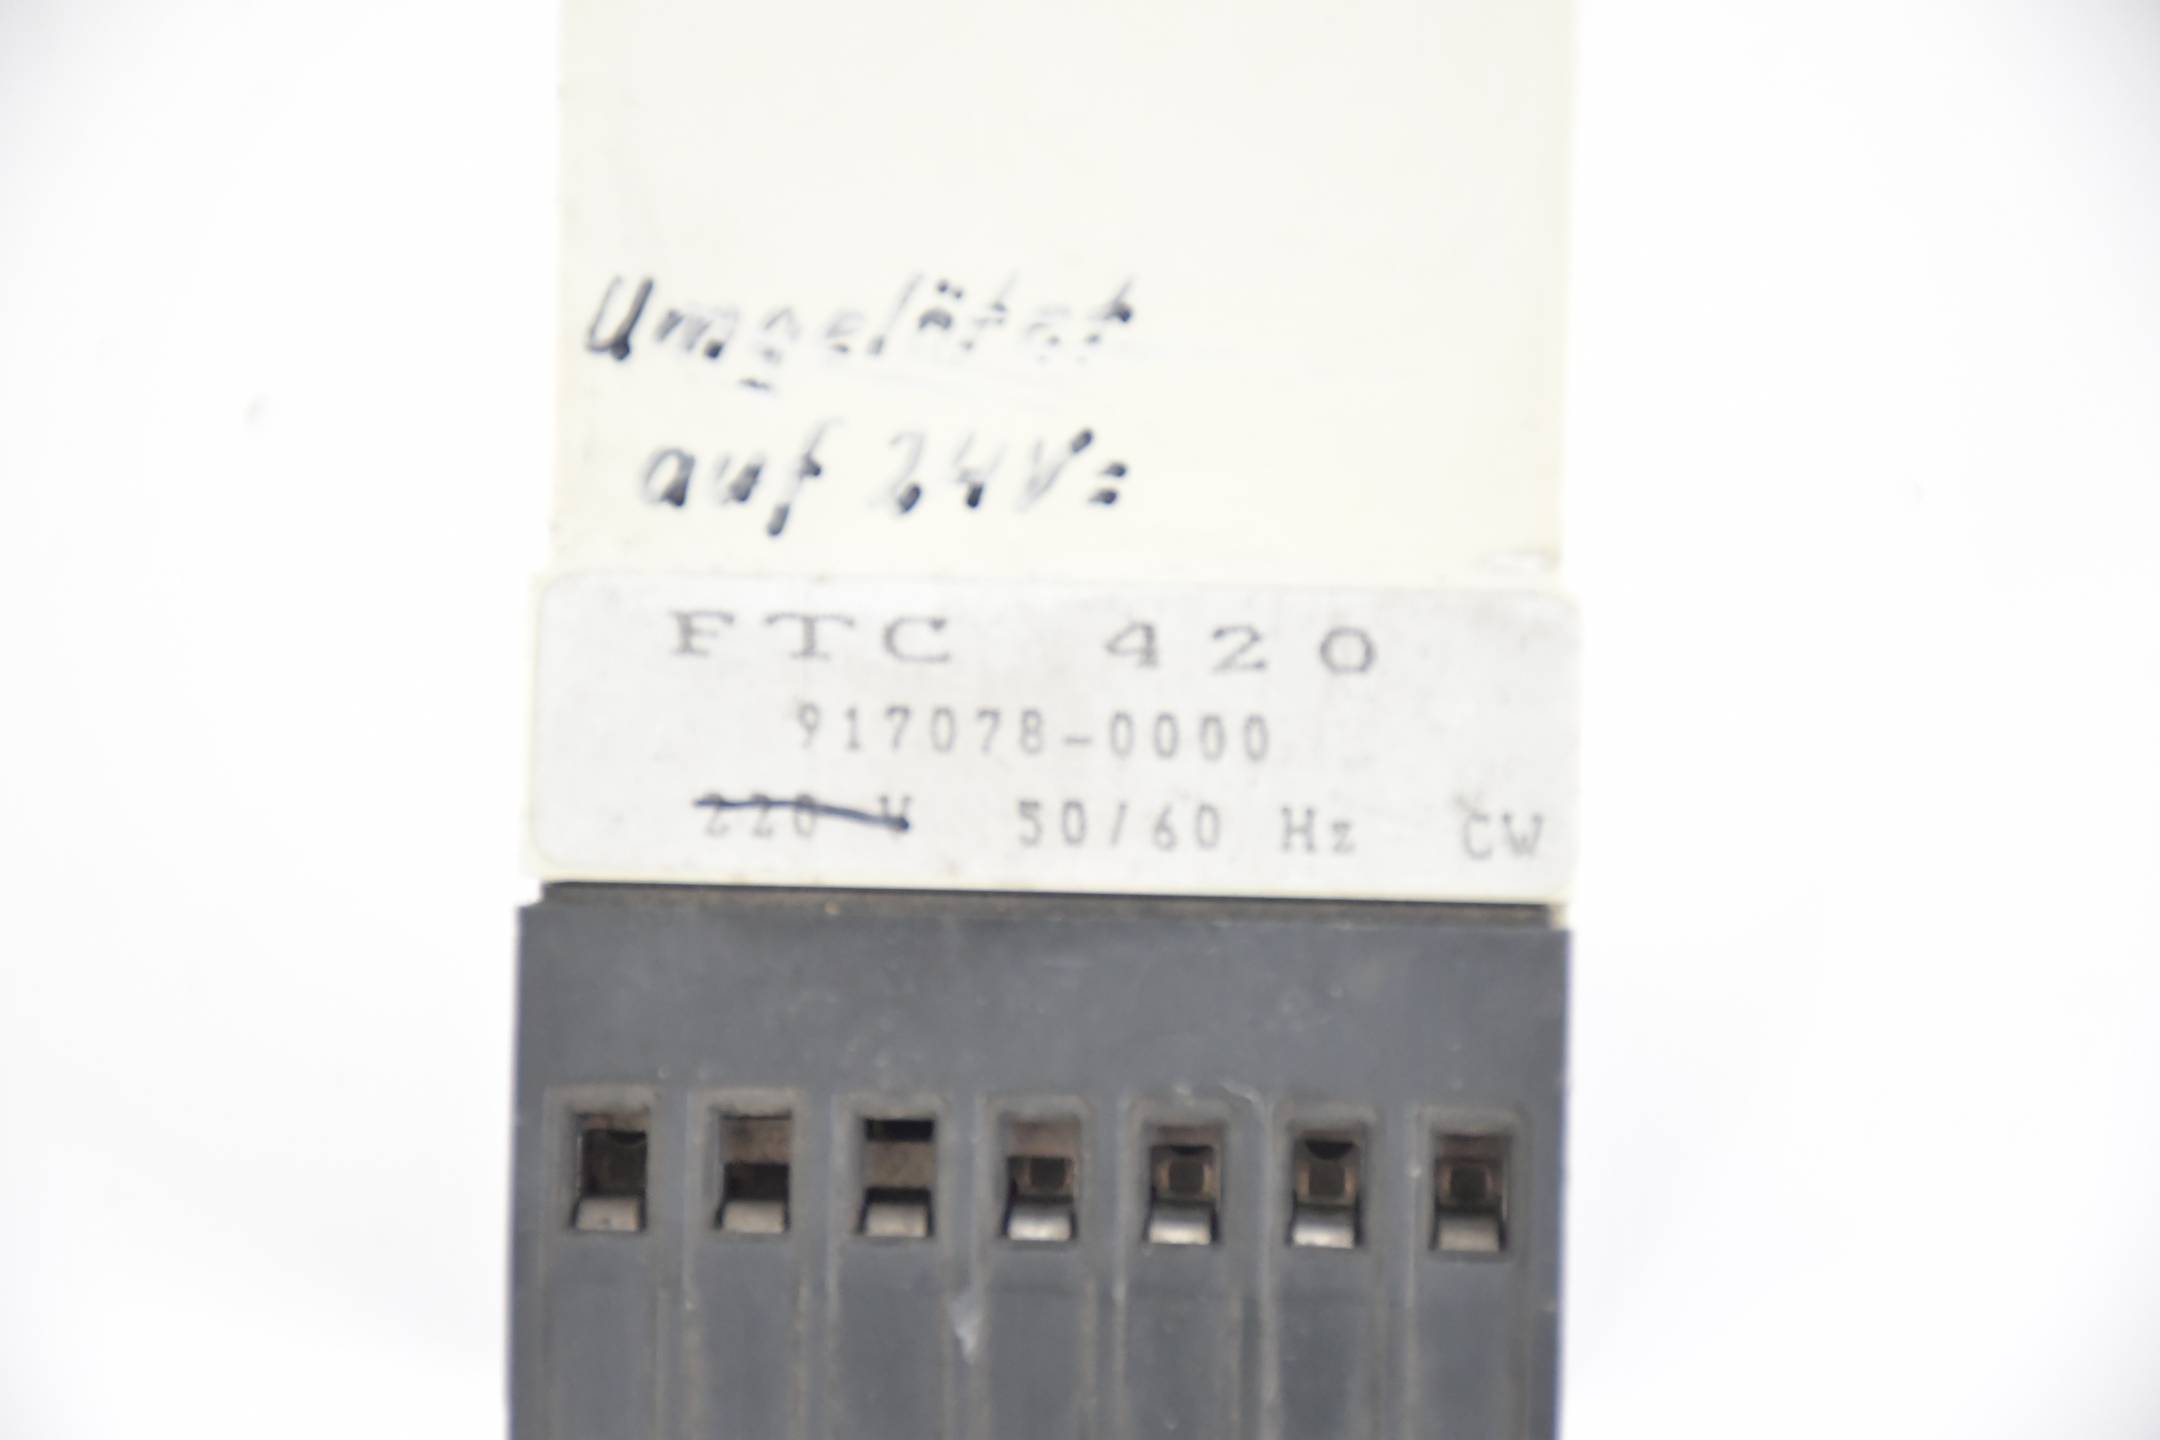 Umgelötet
auf 24V=
FTC 420
917078-0000
220 V 50/60 Hz CW